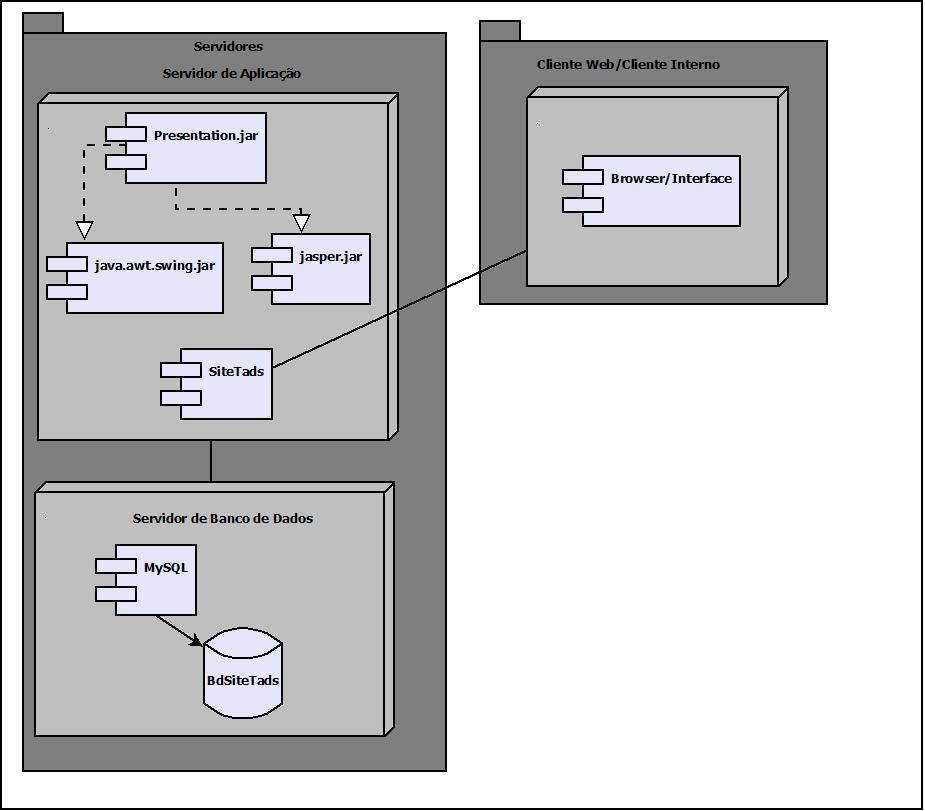 Servidores
Servidor de Aplicação
Presentation.jar
java.awt.swing.jar
jasper.jar
SiteTads
Servidor de Banco de Dados
MySQL
BdSiteTads
Cliente Web/Cliente Interno
Browser/Interface